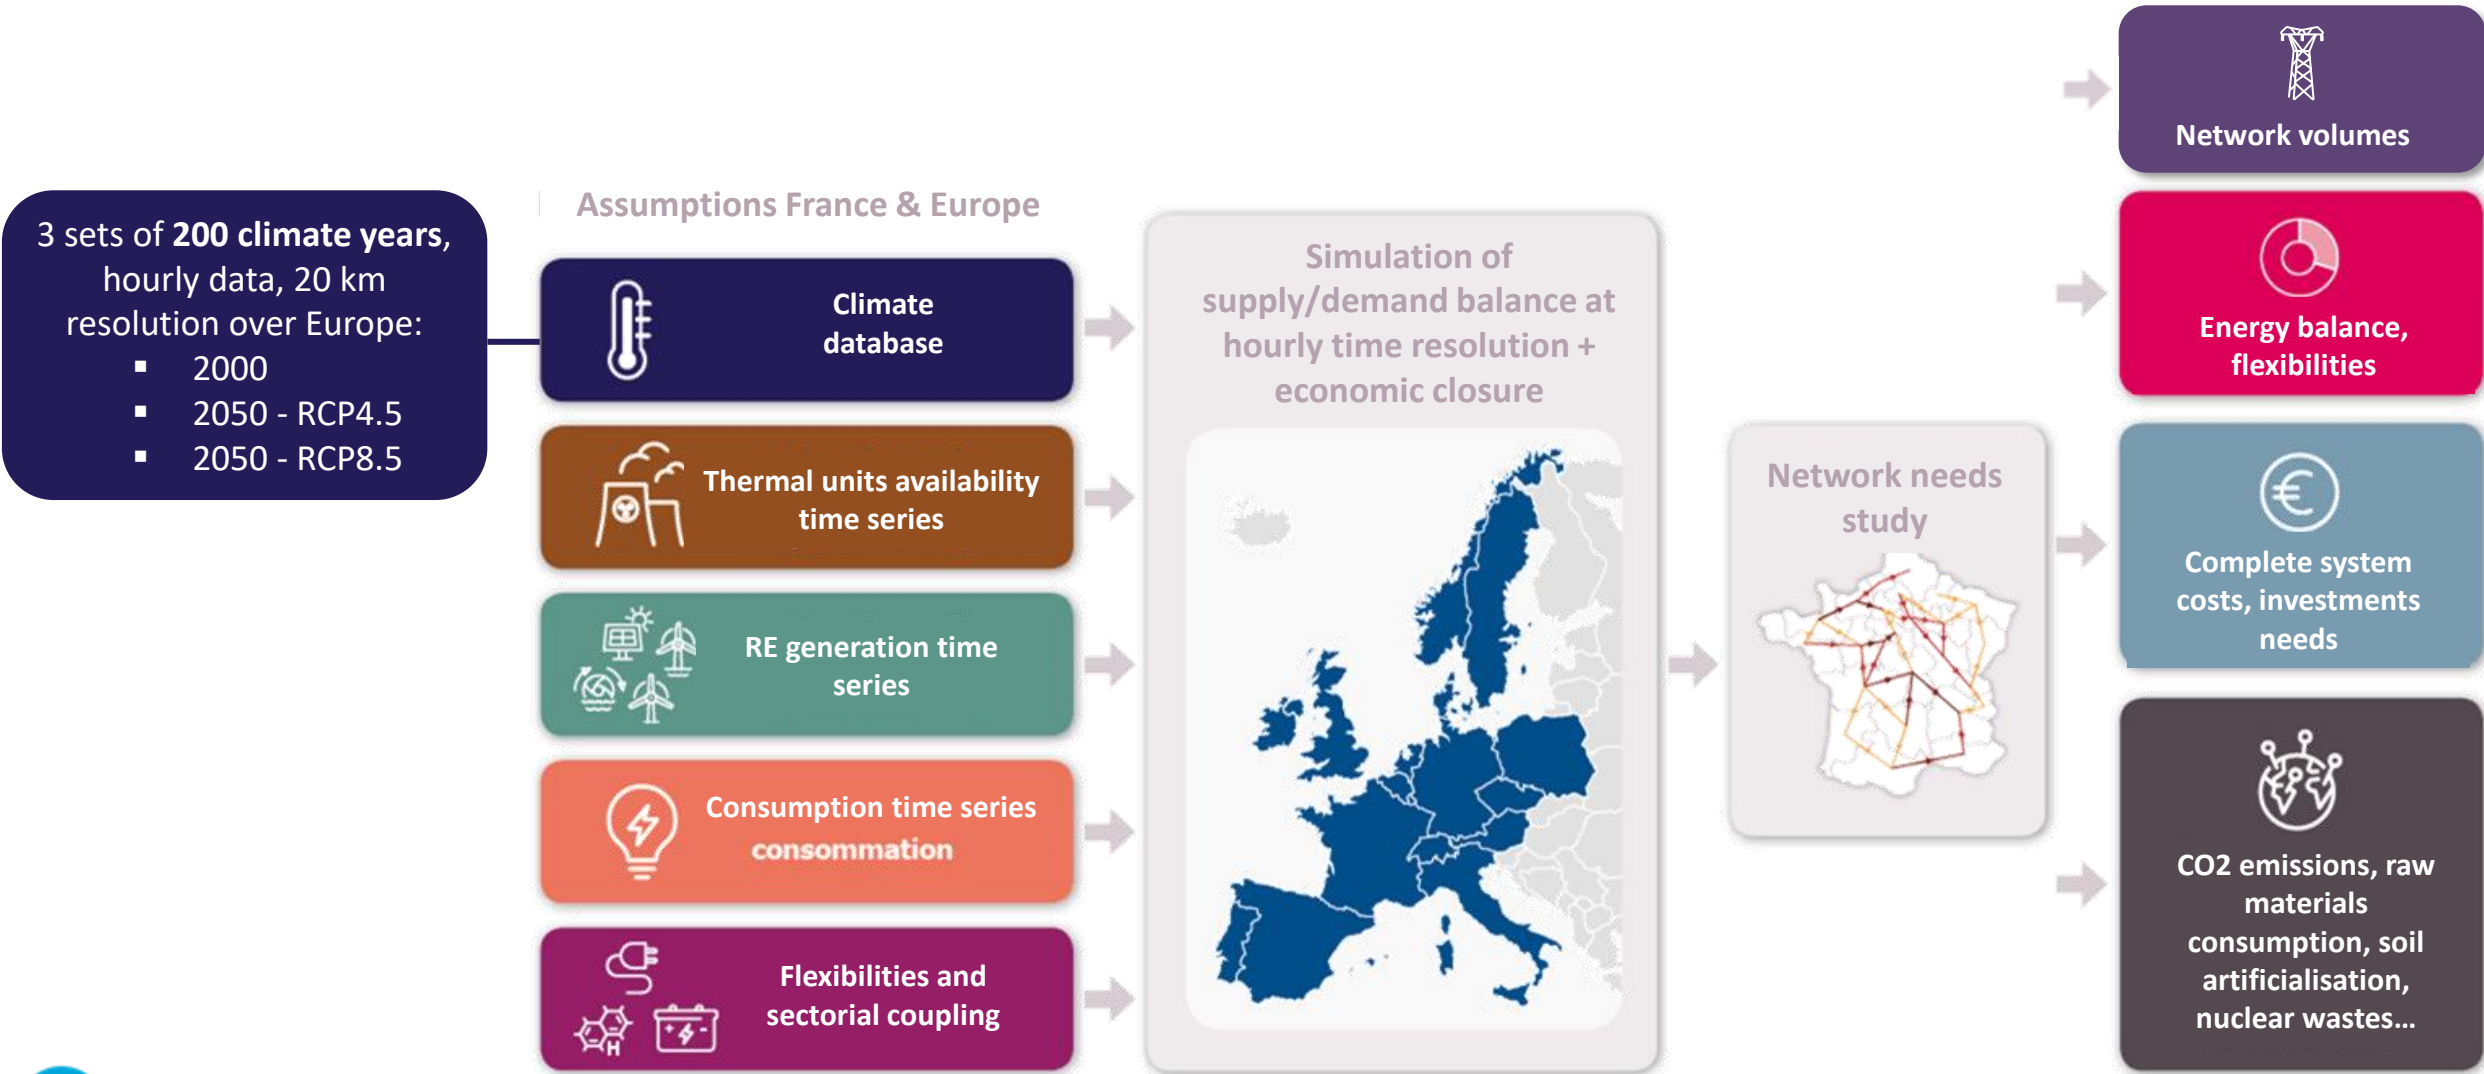 3 sets of 200 climate years,
hourly data, 20 km
resolution over Europe:
▪ 2000
▪ 2050 - RCP4.5
▪ 2050 - RCP8.5
Assumptions France & Europe
Climate
database
Thermal units availability
time series
RE generation time
series
Consumption time series
consommation
Flexibilities and
sectorial coupling
H
Simulation of
supply/demand balance at
hourly time resolution +
economic closure
Network needs
study
Network volumes
Energy balance,
flexibilities
€
Complete system
costs, investments
needs
CO2 emissions, raw
materials
consumption, soil
artificialisation,
nuclear wastes...